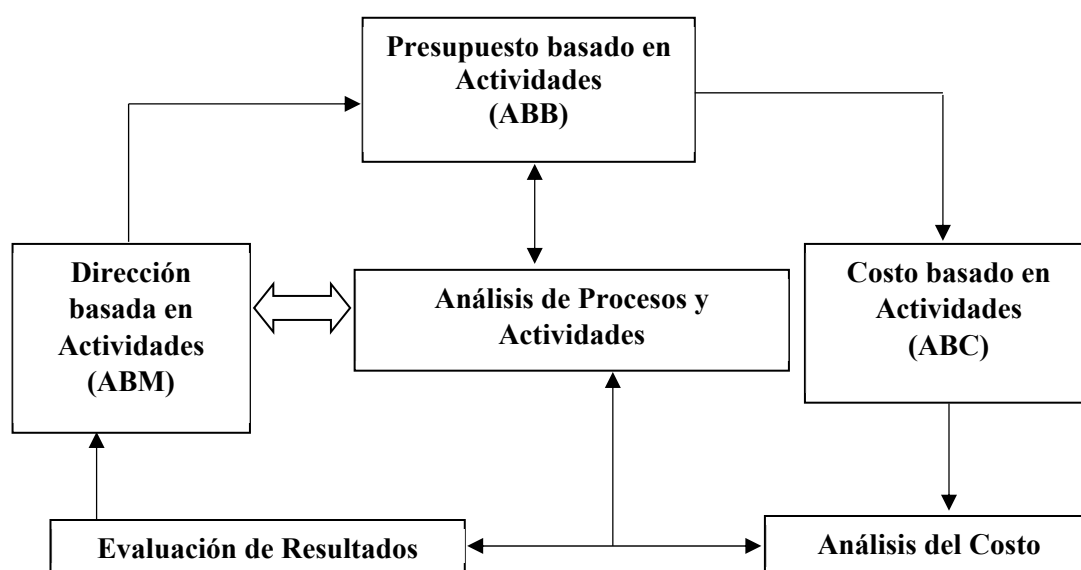 Presupuesto basado en
Actividades
(ABB)
Dirección
basada en
Actividades
(ABM)
Análisis de Procesos y
Actividades
Costo basado en
Actividades
(ABC)
Evaluación de Resultados
Análisis del Costo